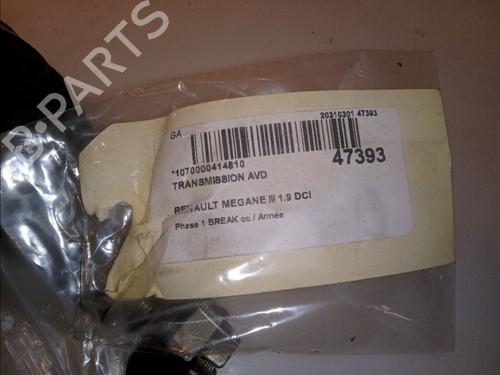 B-PARTS
GA
20310301 47393
*1070000414810
47393
TRANSMISSION AVD
RENAULT MEGANE III 1.9 DCI
Phase 1 BREAK cc / Année